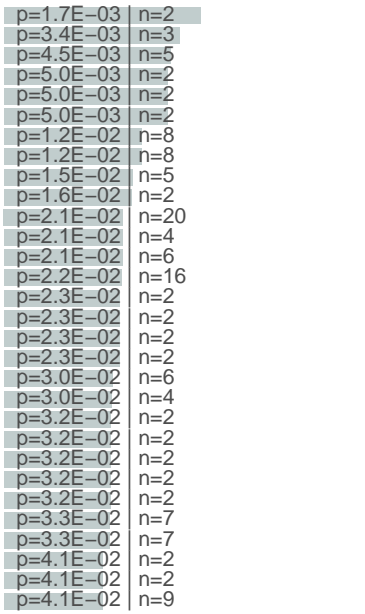 p=1.7E−03 | n=2
p=3.4E−03 | n=3
p=4.5E−03 | n=5
p=5.0E−03 | n=2
p=5.0E−03 | n=2
p=5.0E−03 | n=2
p=1.2E−02 | n=8
p=1.2E−02 | n=8
p=1.5E−02 | n=5
p=1.6E−02 | n=2
p=2.1E−02 | n=20
p=2.1E−02 | n=4
p=2.1E−02 | n=6
p=2.2E−02 | n=16
p=2.3E−02 | n=2
p=2.3E−02 | n=2
p=2.3E−02 | n=2
p=2.3E−02 | n=2
p=3.0E−02 | n=6
p=3.0E−02 | n=4
p=3.2E−02 | n=2
p=3.2E−02 | n=2
p=3.2E−02 | n=2
p=3.2E−02 | n=2
p=3.2E−02 | n=2
p=3.3E−02 | n=7
p=3.3E−02 | n=7
p=4.1E−02 | n=2
p=4.1E−02 | n=2
p=4.1E−02 | n=9